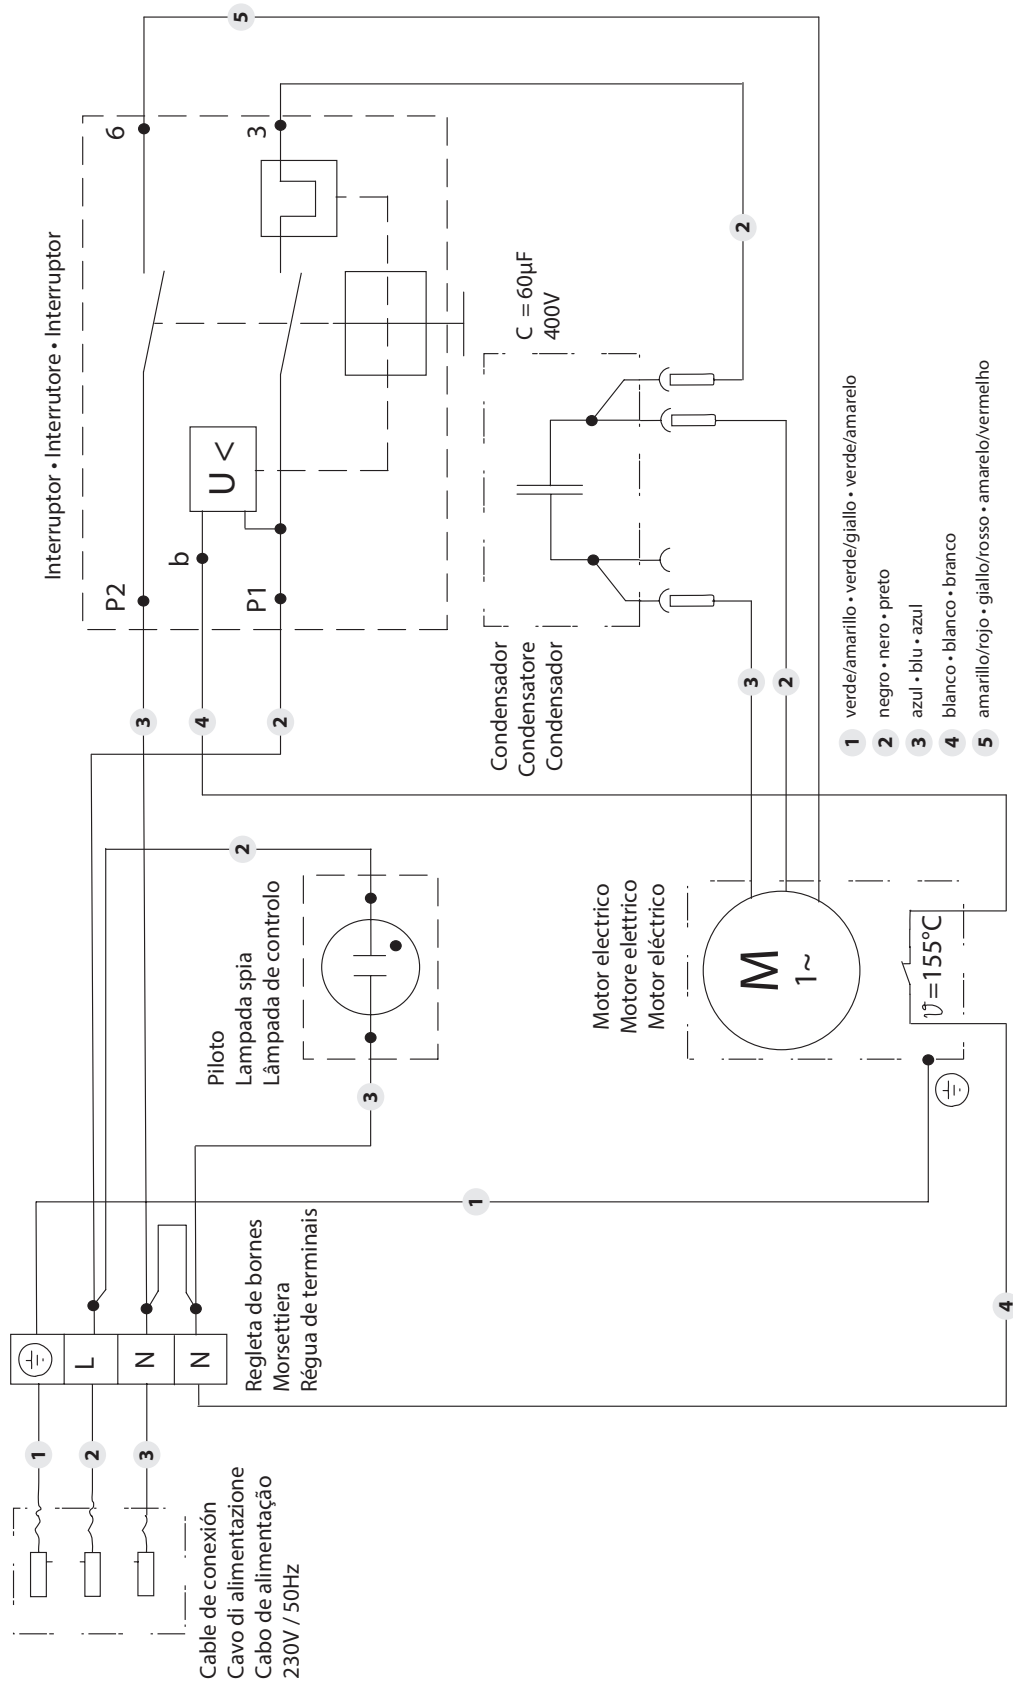 Cable de conexión
Cavo di alimentazione
Cabo de alimentação
230V / 50Hz
1
2
3
L
N
N
Regleta de bornes
Morsettiera
Régua de terminais
1
4
Piloto
Lampada spia
Lâmpada de controlo
3
2
Motor electrico
Motore elettrico
Motor eléctrico
M
1~
ϑ=155°C
3
4
2
Interruptor • Interrutore • Interruptor
P2
b
P1
U <
6
3
5
Condensador
Condensatore
Condensador
C = 60µF
400V
3
2
2
1 verde/amarillo • verde/giallo • verde/amarelo
2 negro • nero • preto
3 azul • blu • azul
4 blanco • blanco • branco
5 amarillo/rojo • giallo/rosso • amarelo/vermelho